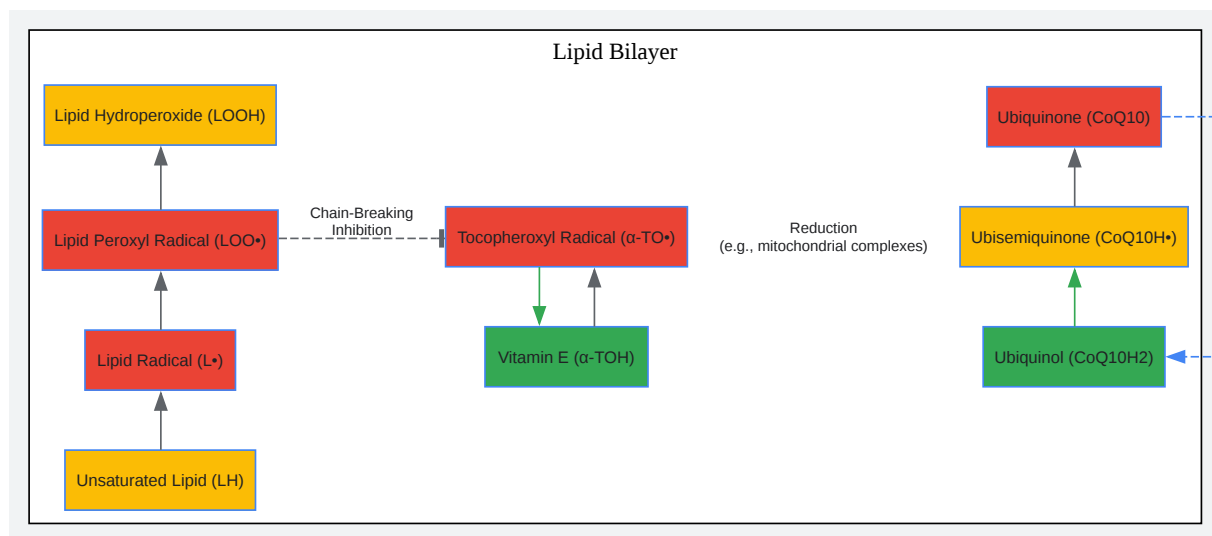 Lipid Bilayer
Lipid Hydroperoxide (LOOH)
Ubiquinone (CoQ10)
Chain-Breaking
Inhibition
Lipid Peroxyl Radical (LOO•)
Tocopheroxyl Radical (α-TO•)
Reduction
(e.g., mitochondrial complexes)
Ubisemiquinone (CoQ10H•)
Lipid Radical (L•)
Vitamin E (α-TOH)
Ubiquinol (CoQ10H2)
Unsaturated Lipid (LH)